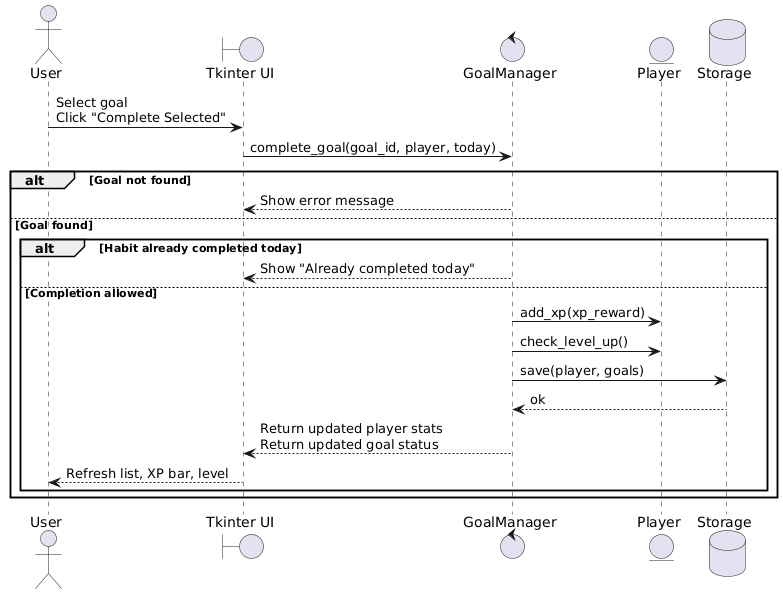 User
Tkinter UI
GoalManager
Player
Storage
Select goal
Click "Complete Selected"
complete_goal(goal_id, player, today)
alt
[Goal not found]
Show error message
[Goal found]
alt
[Habit already completed today]
Show "Already completed today"
[Completion allowed]
add_xp(xp_reward)
check_level_up()
save(player, goals)
ok
Return updated player stats
Return updated goal status
Refresh list, XP bar, level
User
Tkinter UI
GoalManager
Player
Storage